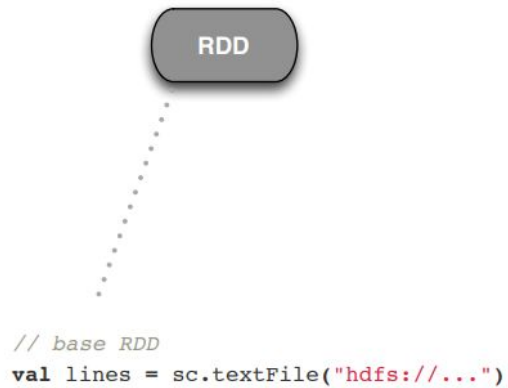 RDD
// base RDD
val lines = sc.textFile("hdfs://...")